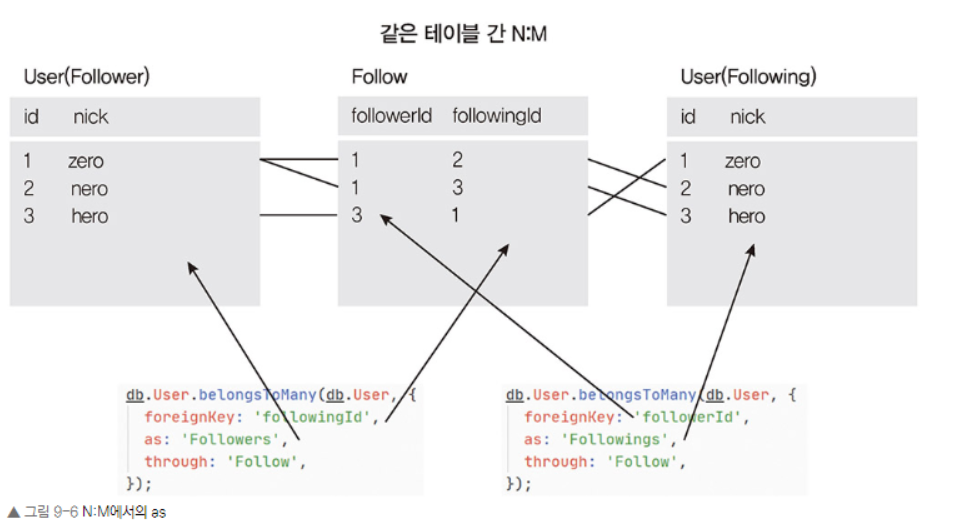 같은 테이블 간 N:M
User(Follower)
id nick
1 zero
2 nero
3 hero
Follow
followerId followingId
1 2
1 3
3 1
User(Following)
id nick
1 zero
2 nero
3 hero
db.User.belongsToMany(db.User, {
foreignKey: 'followingId',
as: 'Followers',
through: 'Follow',
});
db.User.belongsToMany(db.User, {
foreignKey: 'followerId',
as: 'Followings',
through: 'Follow',
});
▲ 그림 9-6 N:M에서의 as